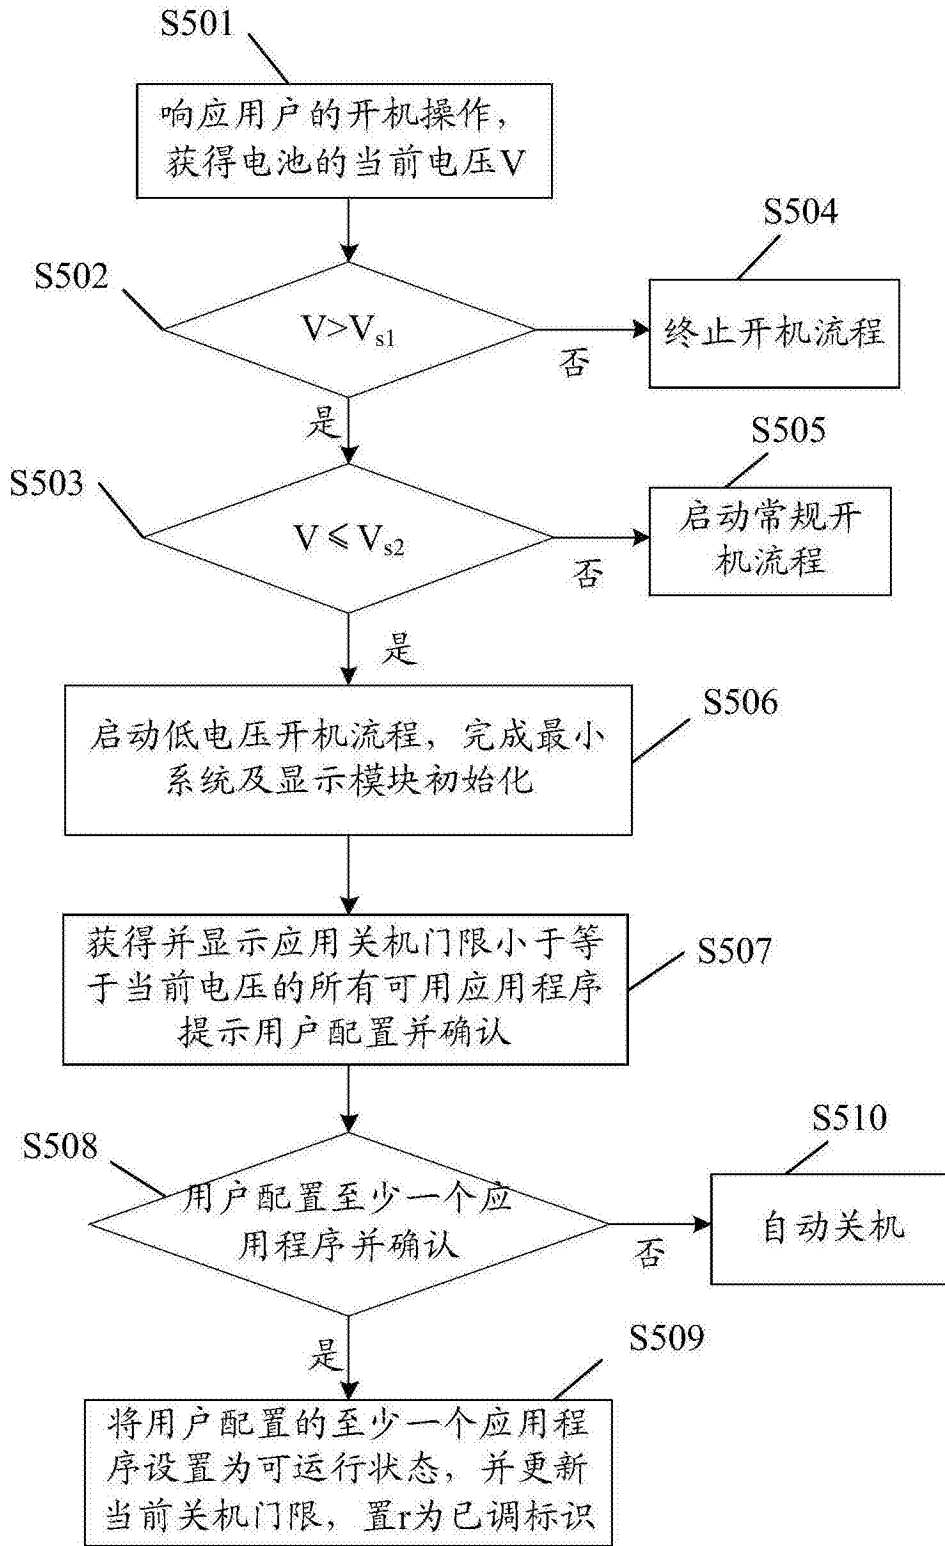 S501
响应用户的开机操作，
获得电池的当前电压V
S502
V>Vs1
否
S504
终止开机流程
是
S503
V≤Vs2
否
S505
启动常规开
机流程
是
S506
启动低电压开机流程，完成最小
系统及显示模块初始化
S507
获得并显示应用关机门限小于等
于当前电压的所有可用应用程序
提示用户配置并确认
S508
用户配置至少一个应
用程序并确认
否
S510
自动关机
是
S509
将用户配置的至少一个应用程
序设置为可运行状态，并更新
当前关机门限，置r为已调标识